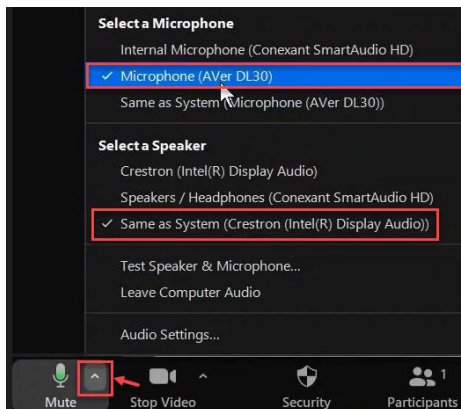 Select a Microphone
Internal Microphone (Conexant SmartAudio HD)
Microphone (AVer DL30)
Same as System (Microphone (AVer DL30))
Select a Speaker
Crestron (Intel(R) Display Audio)
Speakers / Headphones (Conexant SmartAudio HD)
Same as System (Crestron (Intel(R) Display Audio))
Test Speaker & Microphone...
Leave Computer Audio
Audio Settings...
1
Mute Stop Video Security Participants